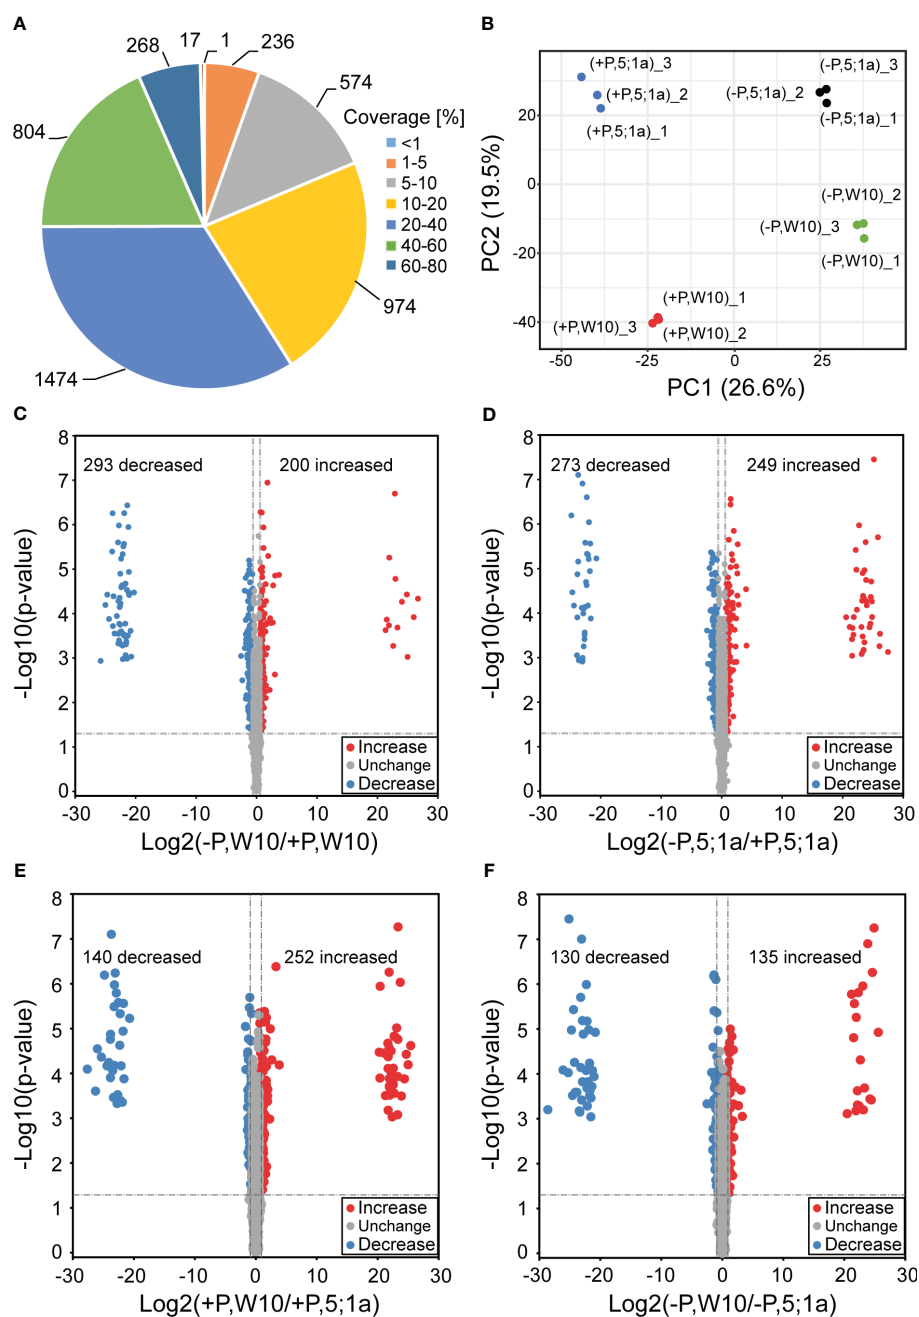 A
268
17
1
236
574
804
974
1474
Coverage [%]
<1
1-5
5-10
10-20
20-40
40-60
60-80
B
(+P,5;1a)_3
(+P,5;1a)_2
(+P,5;1a)_1
(-P,5;1a)_3
(-P,5;1a)_2
(-P,5;1a)_1
(-P,W10)_2
(-P,W10)_3
(-P,W10)_1
(+P,W10)_1
(+P,W10)_3
(+P,W10)_2
20
0
-20
-40
PC2 (19.5%)
-50
-25
0
25
PC1 (26.6%)
C
8
7
6
5
4
3
2
1
0
-Log10(p-value)
293 decreased
200 increased
Increase
Unchange
Decrease
-30
-20
-10
0
10
20
30
Log2(-P,W10/+P,W10)
D
8
7
6
5
4
3
2
1
0
-Log10(p-value)
273 decreased
249 increased
Increase
Unchange
Decrease
-30
-20
-10
0
10
20
30
Log2(-P,5;1a/+P,5;1a)
E
8
7
6
5
4
3
2
1
0
-Log10(p-value)
140 decreased
252 increased
Increase
Unchange
Decrease
-30
-20
-10
0
10
20
30
Log2(+P,W10/+P,5;1a)
F
8
7
6
5
4
3
2
1
0
-Log10(p-value)
130 decreased
135 increased
Increase
Unchange
Decrease
-30
-20
-10
0
10
20
30
Log2(-P,W10/-P,5;1a)